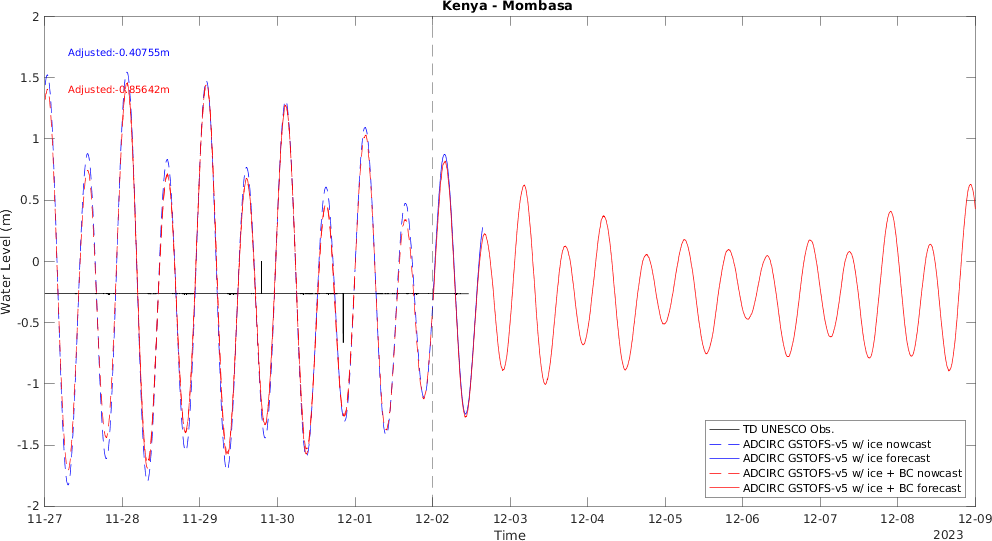 Kenya - Mombasa
2
1.5
1
0.5
0
-0.5
-1
-1.5
-2
Water Level (m)
Adjusted:-0.40755m
Adjusted:-0.85642m
TD UNESCO Obs.
ADCIRC GSTOFS-v5 w/ ice nowcast
ADCIRC GSTOFS-v5 w/ ice forecast
ADCIRC GSTOFS-v5 w/ ice + BC nowcast
ADCIRC GSTOFS-v5 w/ ice + BC forecast
11-27 11-28 11-29 11-30 12-01 12-02 12-03 12-04 12-05 12-06 12-07 12-08 12-09
Time
2023